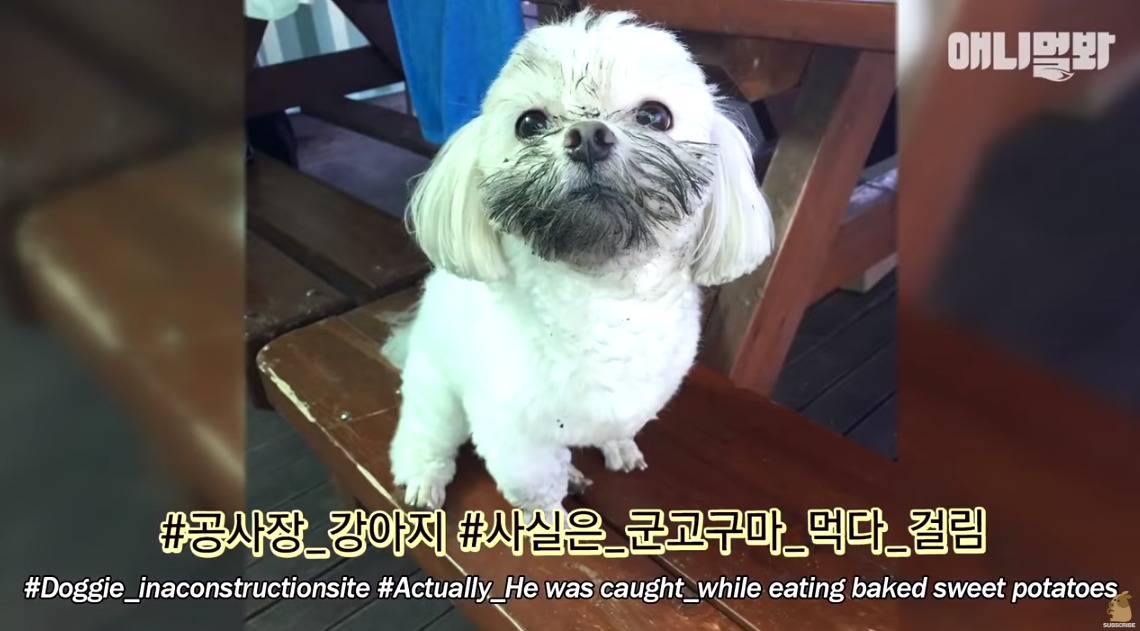 애니멀봐
#공사장_강아지 #사실은_군고구마_먹다_걸림
#Doggie_inaconstructionsite #Actually_He was caught_while eating baked sweet potatoes
SUBSCRIBE